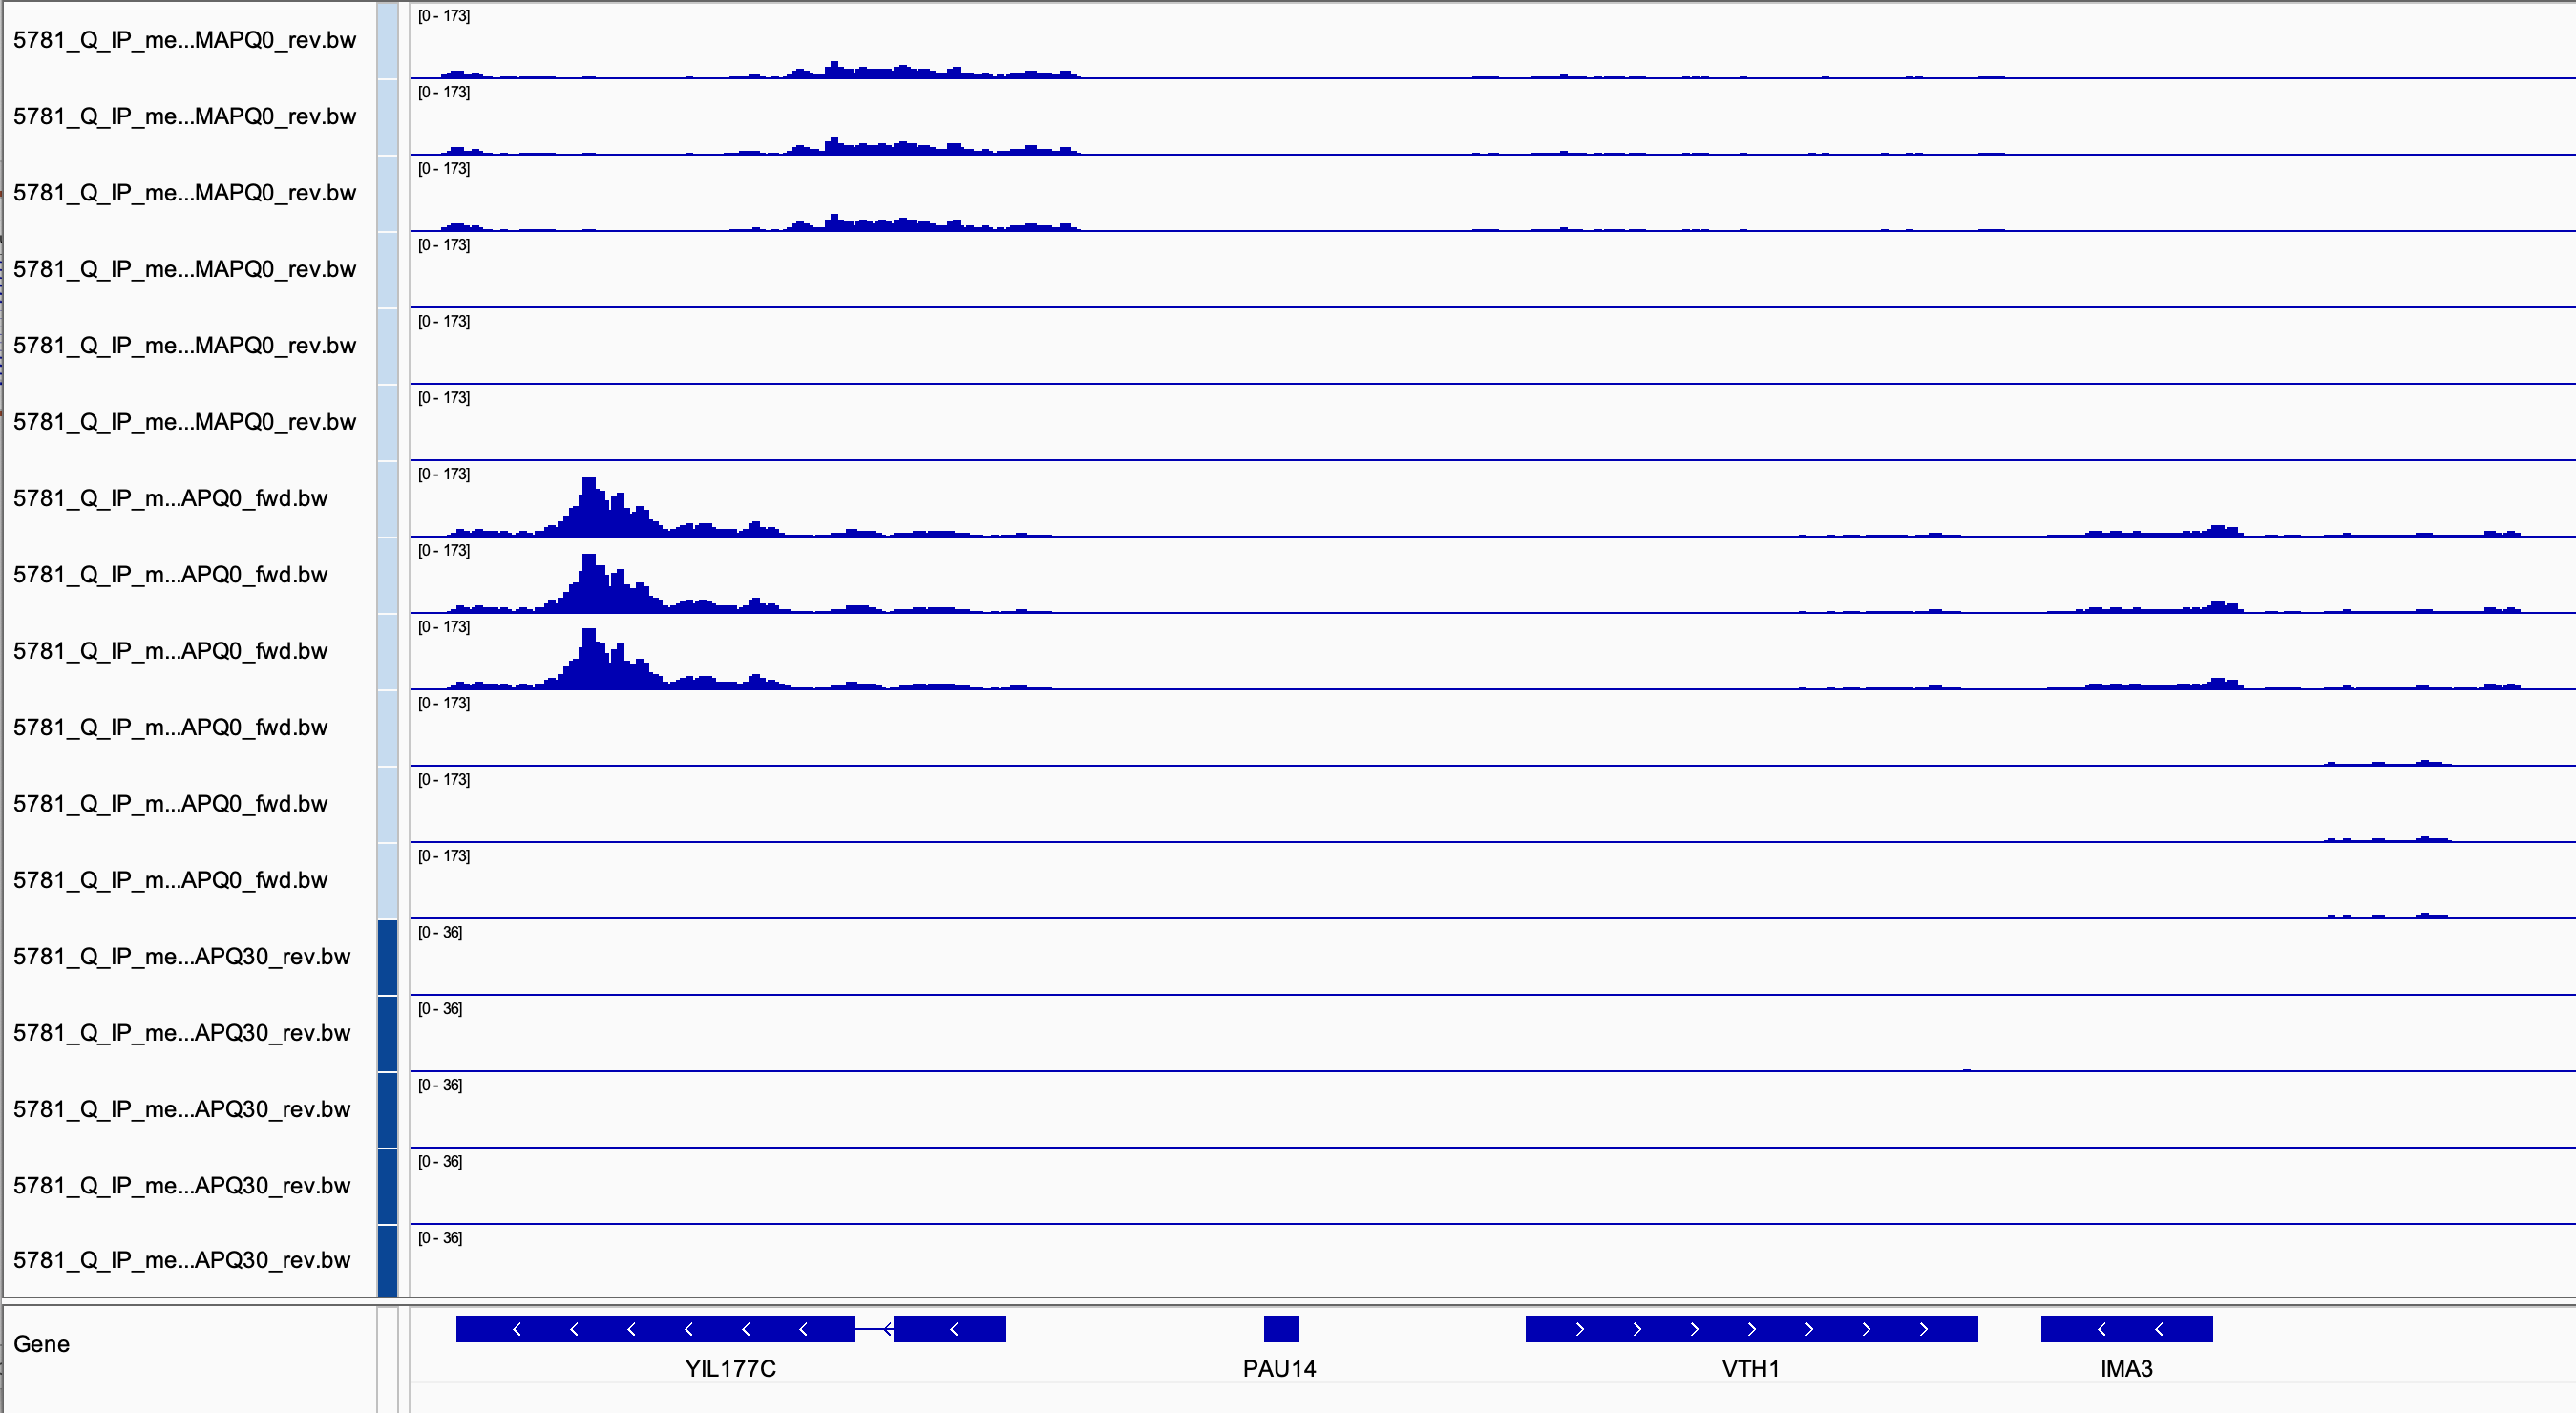 [0 - 173]
5781_Q_IP_me...MAPQ0_rev.bw
[0 - 173]
5781_Q_IP_me...MAPQ0_rev.bw
[0 - 173]
5781_Q_IP_me...MAPQ0_rev.bw
[0 - 173]
5781_Q_IP_me...MAPQ0_rev.bw
[0 - 173]
5781_Q_IP_me...MAPQ0_rev.bw
[0 - 173]
5781_Q_IP_me...MAPQ0_rev.bw
[0 - 173]
5781_Q_IP_m...APQ0_fwd.bw
[0 - 173]
5781_Q_IP_m...APQ0_fwd.bw
[0 - 173]
5781_Q_IP_m...APQ0_fwd.bw
[0 - 173]
5781_Q_IP_m...APQ0_fwd.bw
[0 - 173]
5781_Q_IP_m...APQ0_fwd.bw
[0 - 173]
5781_Q_IP_m...APQ0_fwd.bw
[0 - 36]
5781_Q_IP_me...APQ30_rev.bw
[0 - 36]
5781_Q_IP_me...APQ30_rev.bw
[0 - 36]
5781_Q_IP_me...APQ30_rev.bw
[0 - 36]
5781_Q_IP_me...APQ30_rev.bw
[0 - 36]
5781_Q_IP_me...APQ30_rev.bw
Gene
YIL177C PAU14 VTH1 IMA3